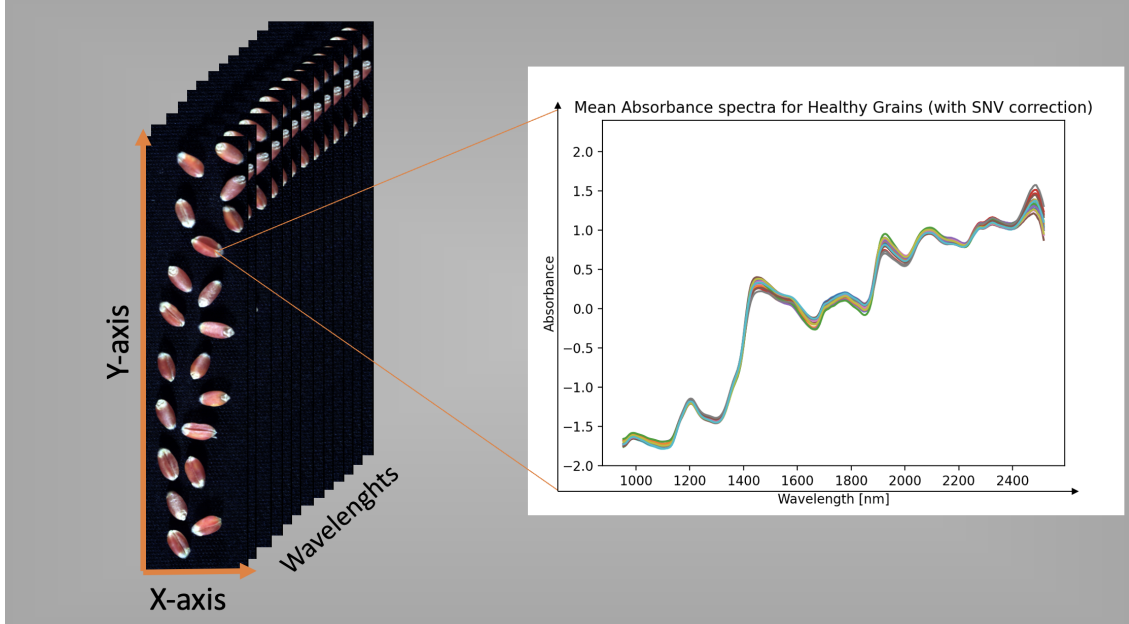 Y-axis
X-axis
Wavelenghts
Mean Absorbance spectra for Healthy Grains (with SNV correction)
Absorbance
2.0
1.5
1.0
0.5
0.0
−0.5
−1.0
−1.5
−2.0
1000 1200 1400 1600 1800 2000 2200 2400
Wavelength [nm]